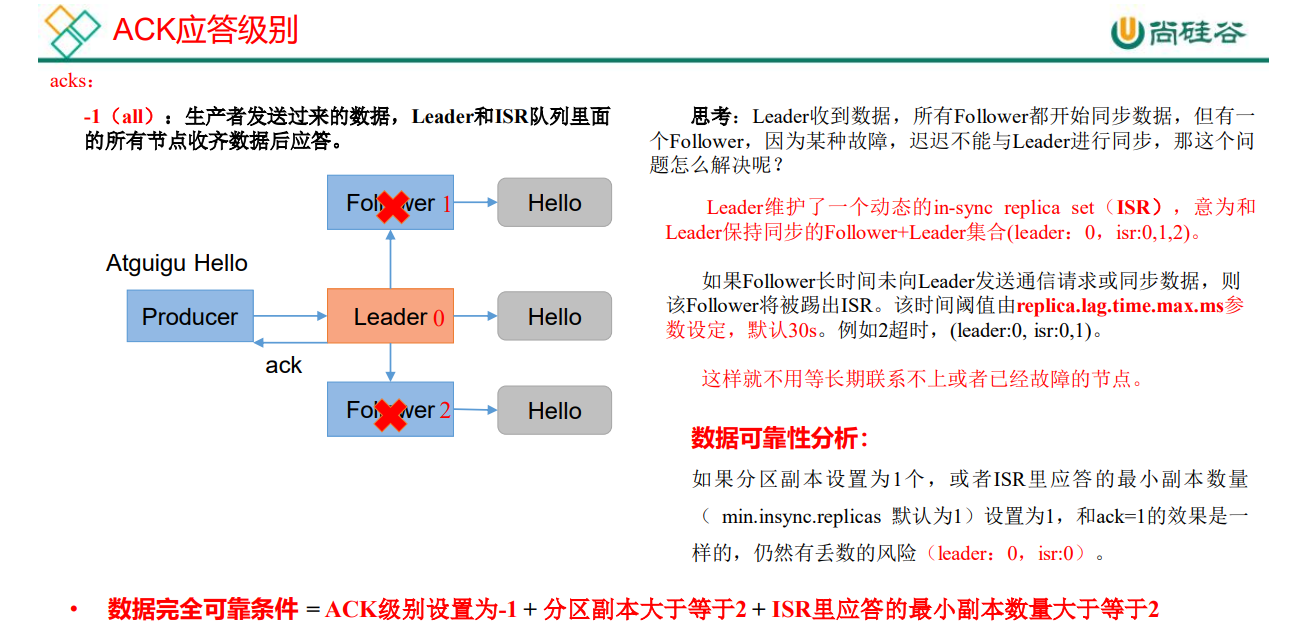 ACK应答级别
尚硅谷
acks：
-1（all）：生产者发送过来的数据，Leader和ISR队列里面
的所有节点收齐数据后应答。
Follower 1
Hello
Atguigu Hello
Producer
Leader 0
Hello
ack
Follower 2
Hello
思考：Leader收到数据，所有Follower都开始同步数据，但有一
个Follower，因为某种故障，迟迟不能与Leader进行同步，那这个问
题怎么解决呢？
Leader维护了一个动态的in-sync replica set（ISR），意为和
Leader保持同步的Follower+Leader集合(leader：0，isr:0,1,2)。
如果Follower长时间未向Leader发送通信请求或同步数据，则
该Follower将被踢出ISR。该时间阈值由replica.lag.time.max.ms参
数设定，默认30s。例如2超时，(leader:0, isr:0,1)。
这样就不用等长期联系不上或者已经故障的节点。
数据可靠性分析：
如果分区副本设置为1个，或者ISR里应答的最小副本数量
（ min.insync.replicas 默认为1）设置为1，和ack=1的效果是一
样的，仍然有丢数的风险（leader：0，isr:0）。
• 数据完全可靠条件 = ACK级别设置为-1 + 分区副本大于等于2 + ISR里应答的最小副本数量大于等于2